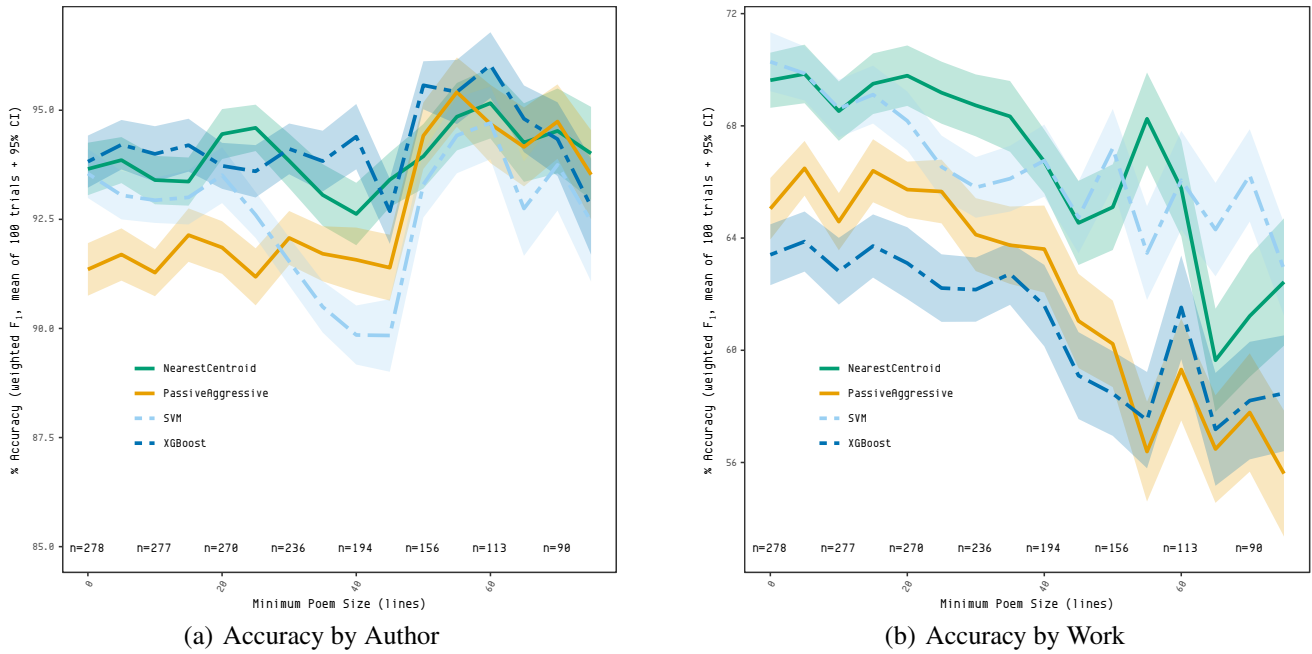 % Accuracy (weighted F1, mean of 100 trials + 95% CI)
95.0
92.5
90.0
87.5
85.0
NearestCentroid
PassiveAggressive
SVM
XGBoost
n=278 n=277 n=270 n=236 n=194 n=156 n=113 n=90
0 20 40 60
Minimum Poem Size (lines)
(a) Accuracy by Author
% Accuracy (weighted F1, mean of 100 trials + 95% CI)
72
68
64
60
56
NearestCentroid
PassiveAggressive
SVM
XGBoost
n=278 n=277 n=270 n=236 n=194 n=156 n=113 n=90
0 20 40 60
Minimum Poem Size (lines)
(b) Accuracy by Work